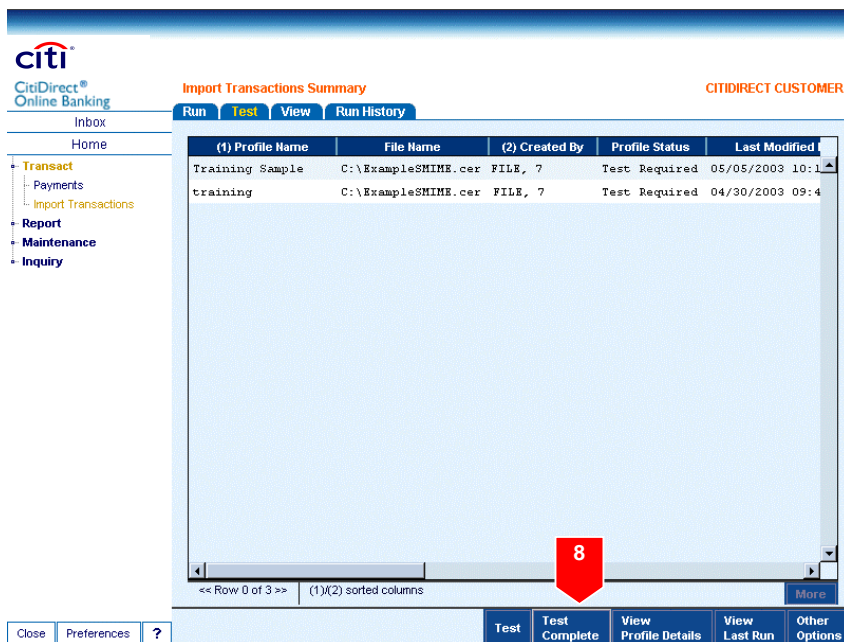 citi®
CitiDirect®
Online Banking
Import Transactions Summary
CITIDIRECT CUSTOMER
Run Test View Run History
Inbox
Home
Transact
Payments
Import Transactions
Report
Maintenance
Inquiry
(1) Profile Name File Name (2) Created By Profile Status Last Modified
Training Sample C:\ExampleSMIME.cer FILE, 7 Test Required 05/05/2003 10:1
training C:\ExampleSMIME.cer FILE, 7 Test Required 04/30/2003 09:4
8
<< Row 0 of 3 >> (1)/(2) sorted columns
More
Close Preferences ?
Test
Test Complete
View Profile Details
View Last Run
Other Options